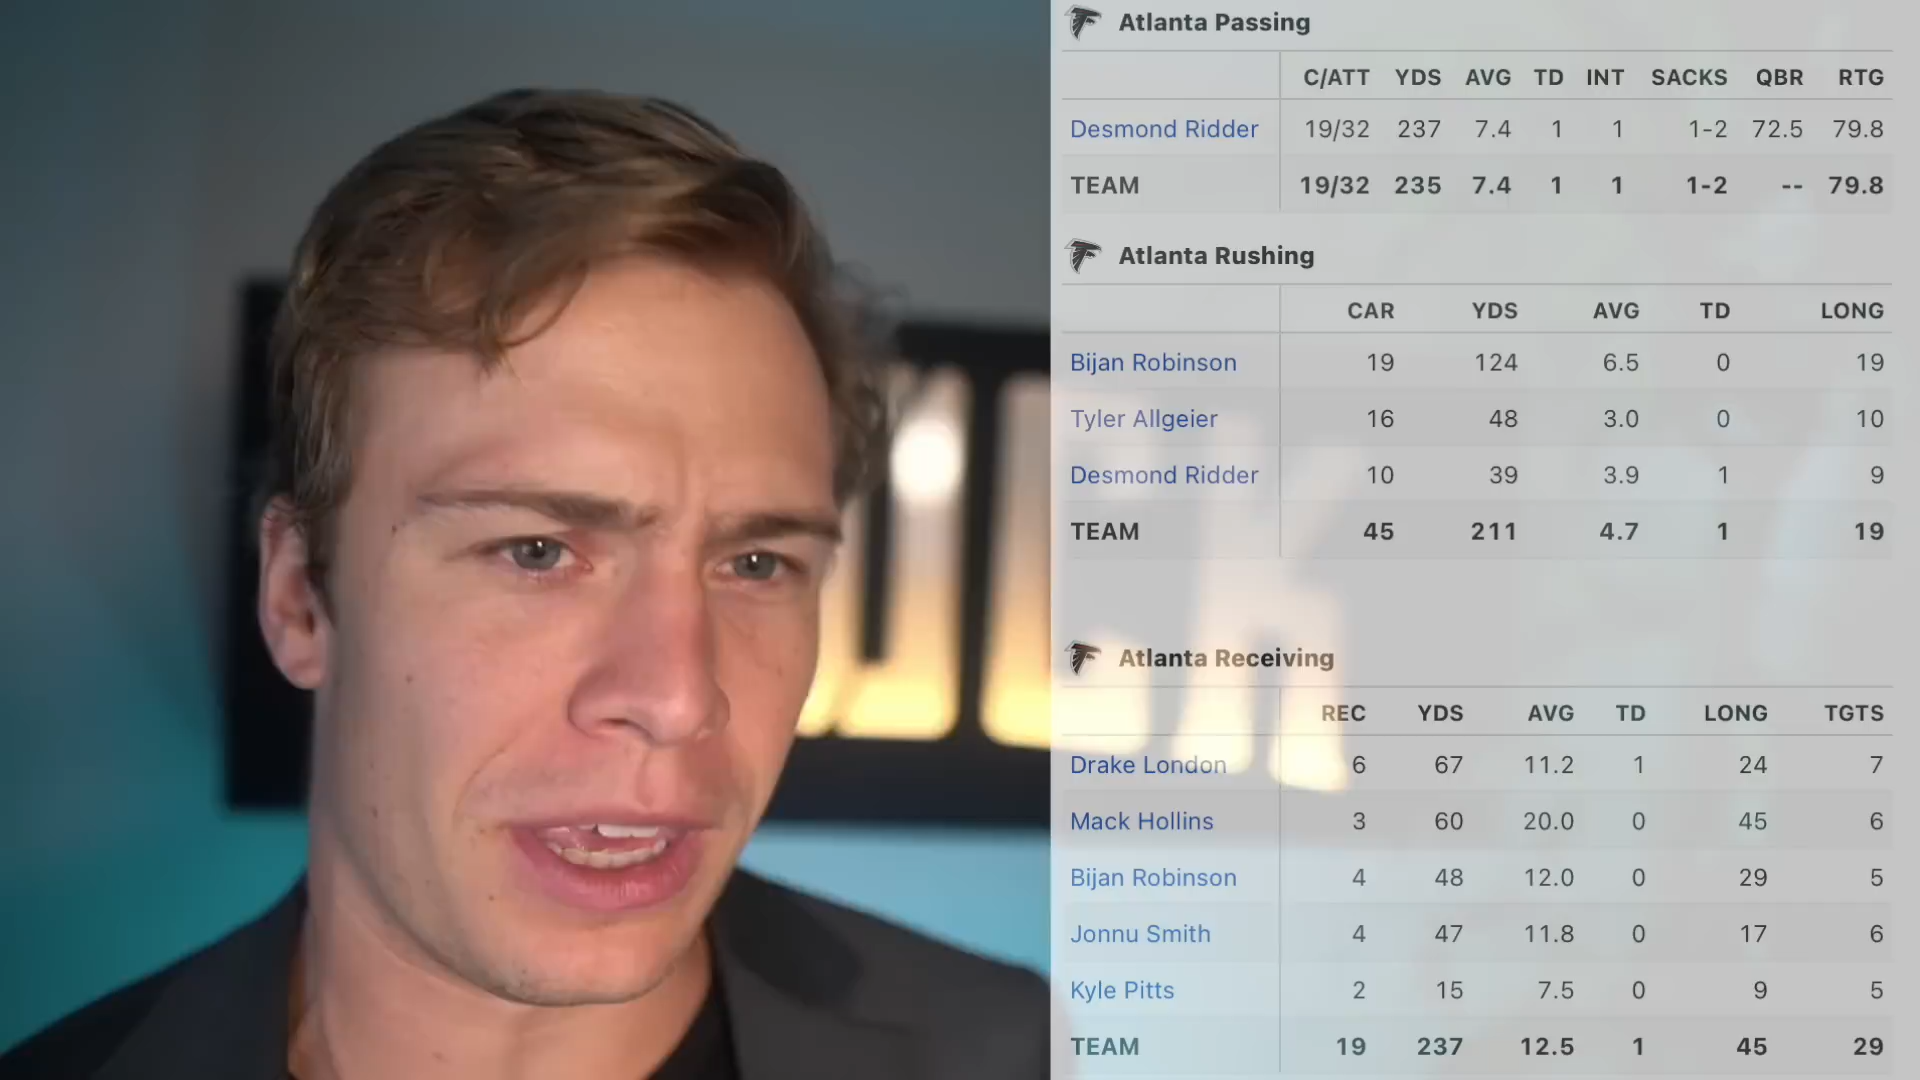 Atlanta Passing
C/ATT YDS AVG TD INT SACKS QBR RTG
Desmond Ridder 19/32 237 7.4 1 1 1-2 72.5 79.8
TEAM 19/32 235 7.4 1 1 1-2 -- 79.8
Atlanta Rushing
CAR YDS AVG TD LONG
Bijan Robinson 19 124 6.5 0 19
Tyler Allgeier 16 48 3.0 0 10
Desmond Ridder 10 39 3.9 1 9
TEAM 45 211 4.7 1 19
Atlanta Receiving
REC YDS AVG TD LONG TGTS
Drake London 6 67 11.2 1 24 7
Mack Hollins 3 60 20.0 0 45 6
Bijan Robinson 4 48 12.0 0 29 5
Jonnu Smith 4 47 11.8 0 17 6
Kyle Pitts 2 15 7.5 0 9 5
TEAM 19 237 12.5 1 45 29